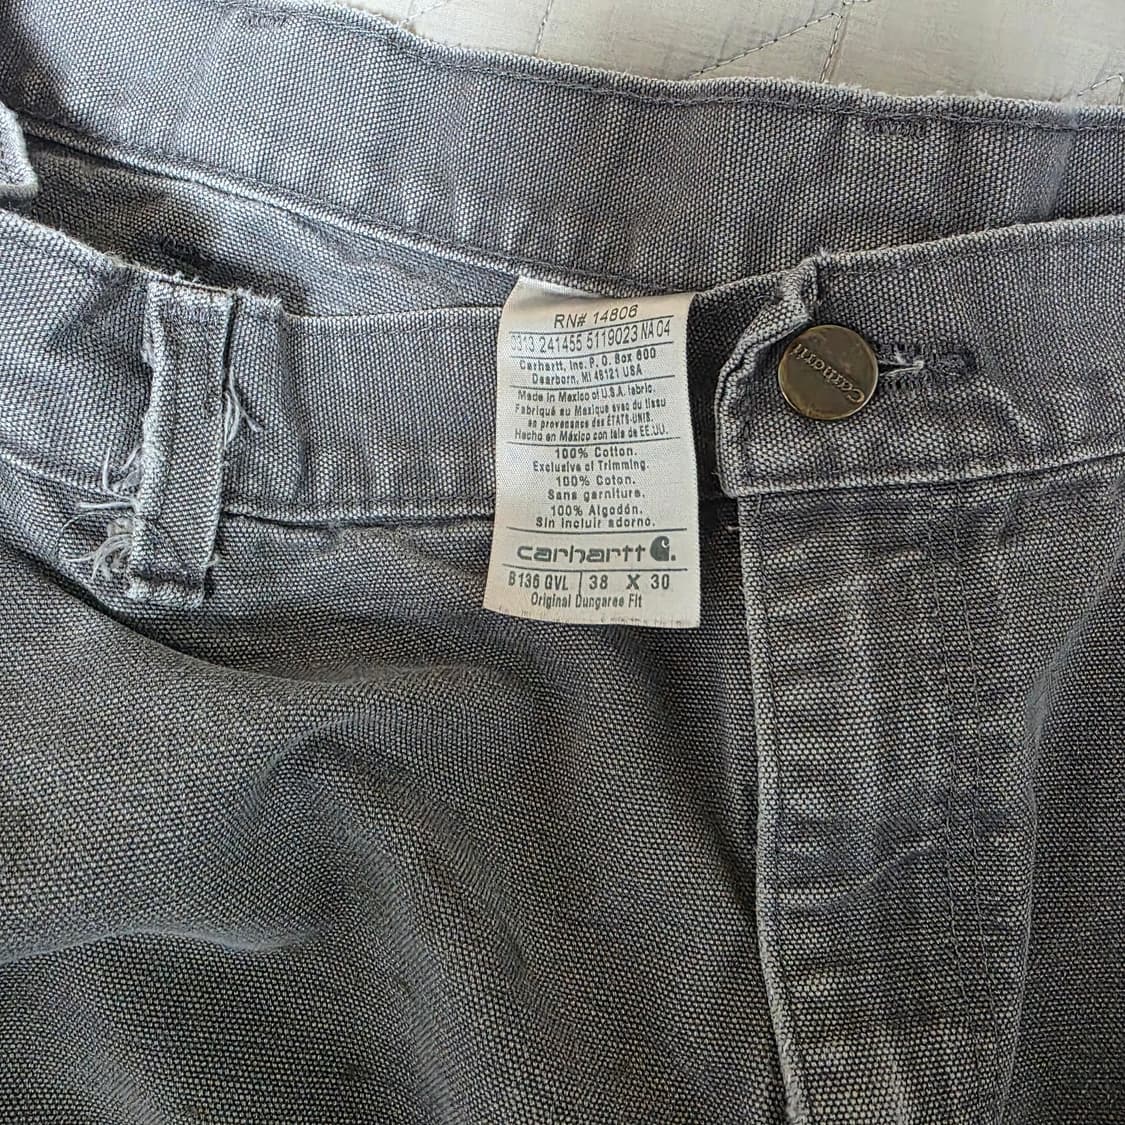 RN# 14806
3313 241455 5119023 NA 04
Carhartt, Inc. P.O. Box 600
Dearborn, MI 48121 USA
Made in Mexico of U.S.A. fabric.
Fabriqué au Mexique avec du tissu
en provenance des ÉTATS-UNIS.
Hecho en México con tela de EE.UU.
100% Cotton.
Exclusive of Trimming.
100% Coton.
Sans garniture.
100% Algodón.
Sin incluir adorno.
carhartt
B136 GVL 38 X 30
Original Dungaree Fit
Carhartt